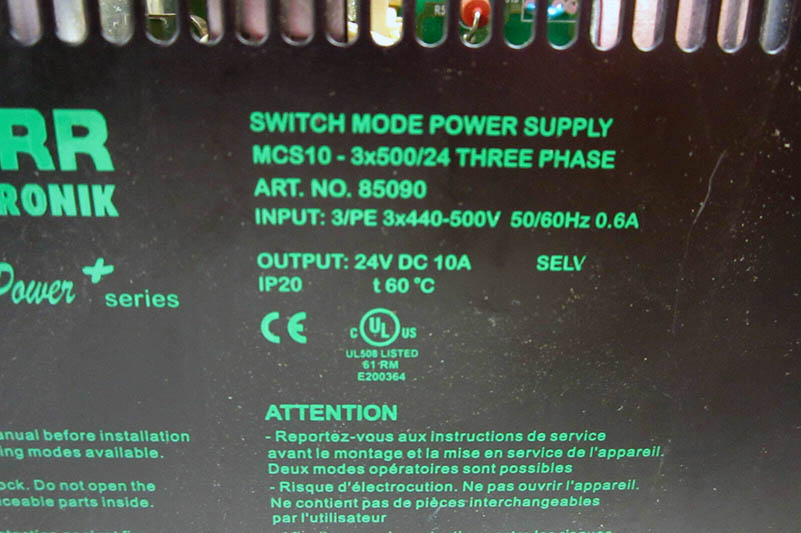 RR
RONIK
Power + series
SWITCH MODE POWER SUPPLY
MCS10 - 3x500/24 THREE PHASE
ART. NO. 85090
INPUT: 3/PE 3x440-500V 50/60Hz 0.6A
OUTPUT: 24V DC 10A SELV
IP20 t 60 °C
CE
C UL US
UL508 LISTED
61 RM
E200364
anual before installation
ing modes available.
ock. Do not open the
ceable parts inside.
ATTENTION
- Reportez-vous aux instructions de service
avant le montage et la mise en service de l'appareil.
Deux modes opératoires sont possibles
- Risque d'électrocution. Ne pas ouvrir l'appareil.
Ne contient pas de pièces interchangeables
par l'utilisateur